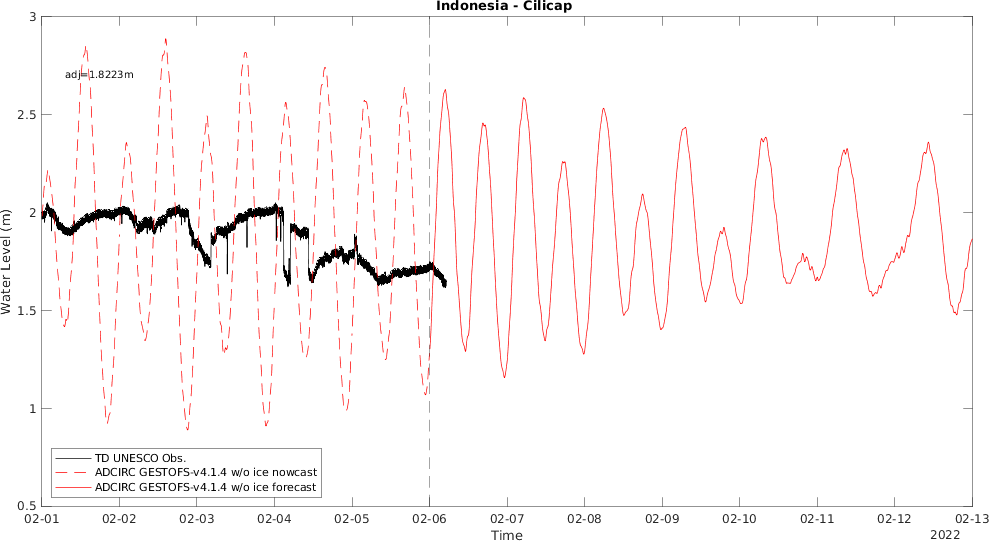 Indonesia - Cilicap
3
adj=1.8223m
2.5
2
Water Level (m)
1.5
1
TD UNESCO Obs.
ADCIRC GESTOFS-v4.1.4 w/o ice nowcast
ADCIRC GESTOFS-v4.1.4 w/o ice forecast
0.5
02-01 02-02 02-03 02-04 02-05 02-06 02-07 02-08 02-09 02-10 02-11 02-12 02-13
Time
2022